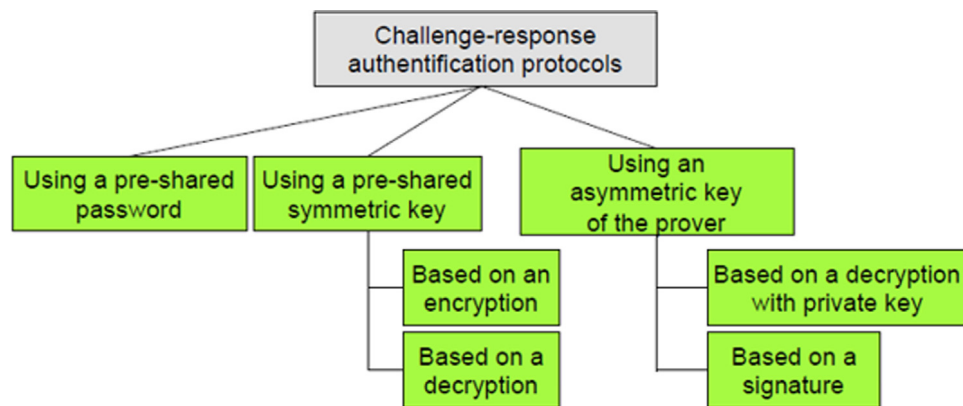 Challenge-response
authentification protocols
Using a pre-shared
password
Using a pre-shared
symmetric key
Using an
asymmetric key
of the prover
Based on an
encryption
Based on a
decryption
Based on a decryption
with private key
Based on a
signature